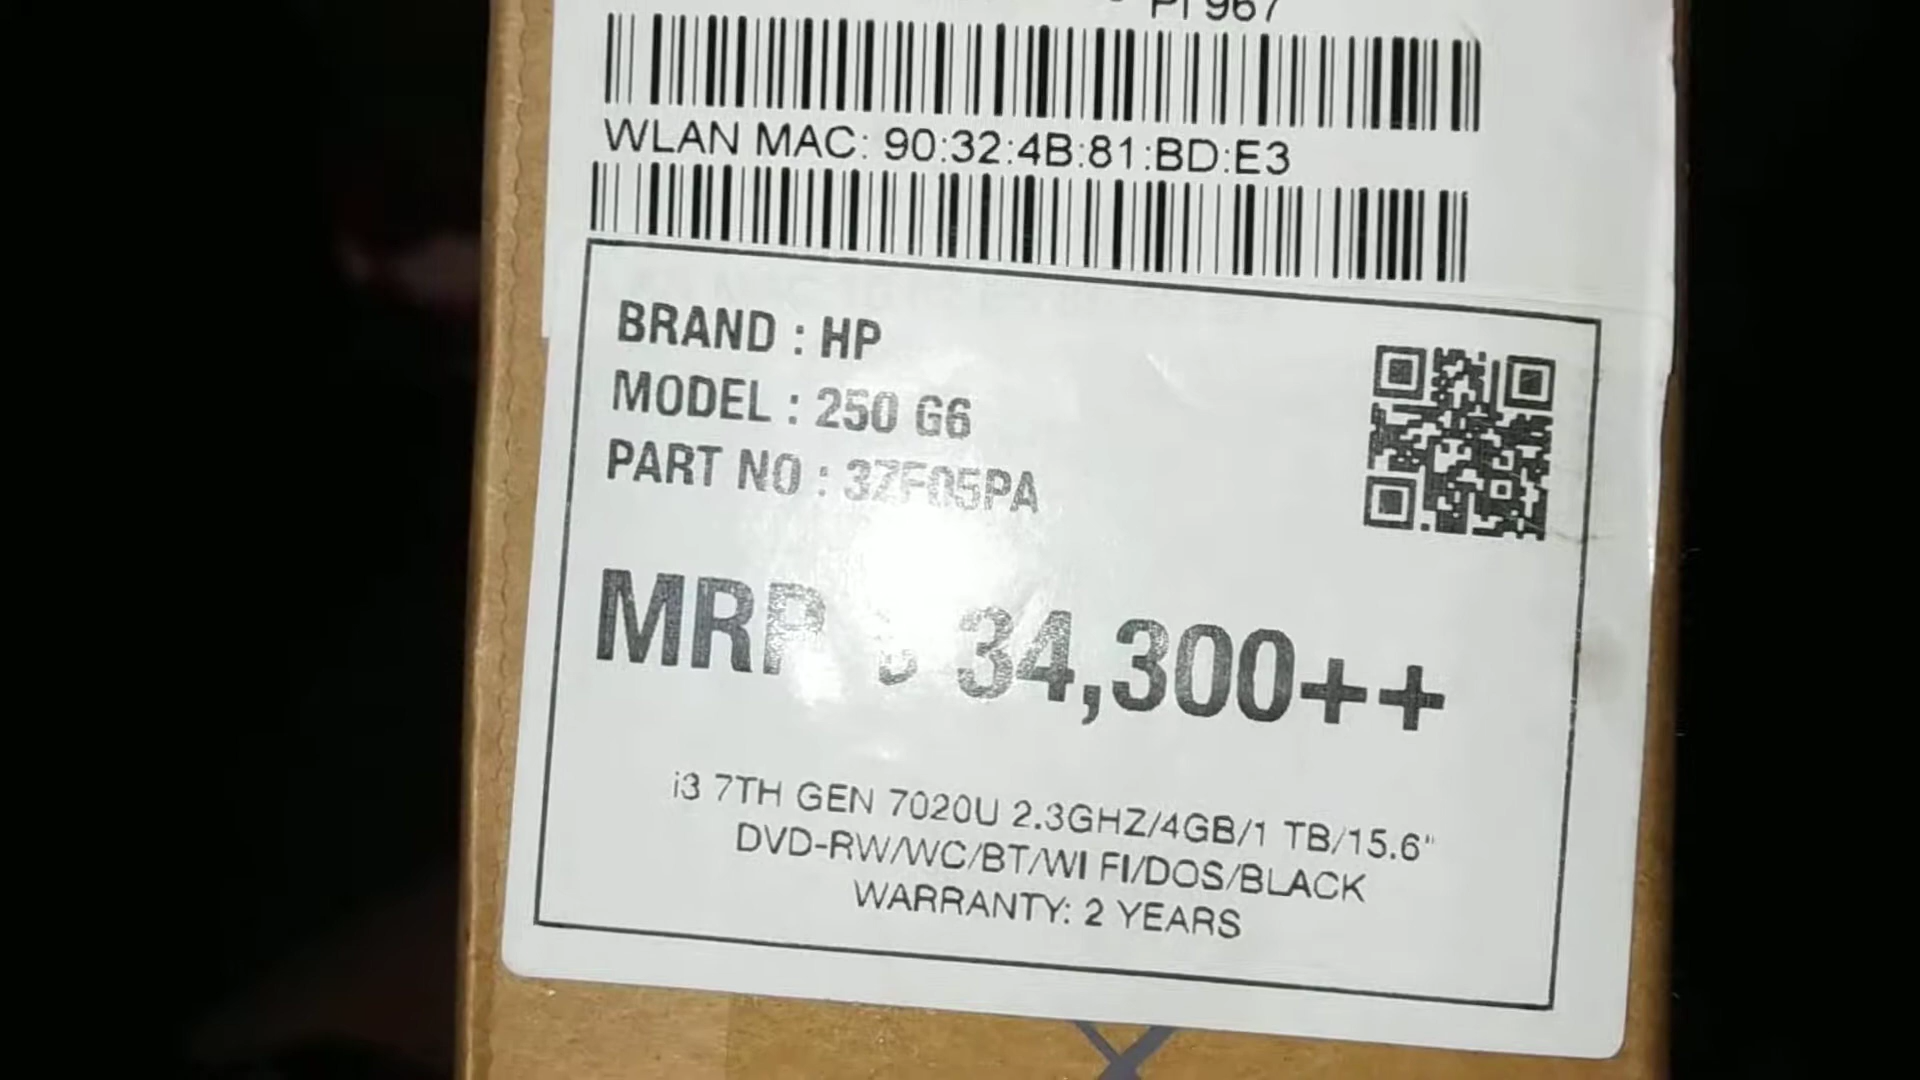 967
WLAN MAC: 90:32:4B:81:BD:E3
BRAND : HP
MODEL : 250 G6
PART NO : 3ZF05PA
MRP : 34,300++
i3 7TH GEN 7020U 2.3GHZ/4GB/1 TB/15.6"
DVD-RW/WC/BT/WI FI/DOS/BLACK
WARRANTY: 2 YEARS